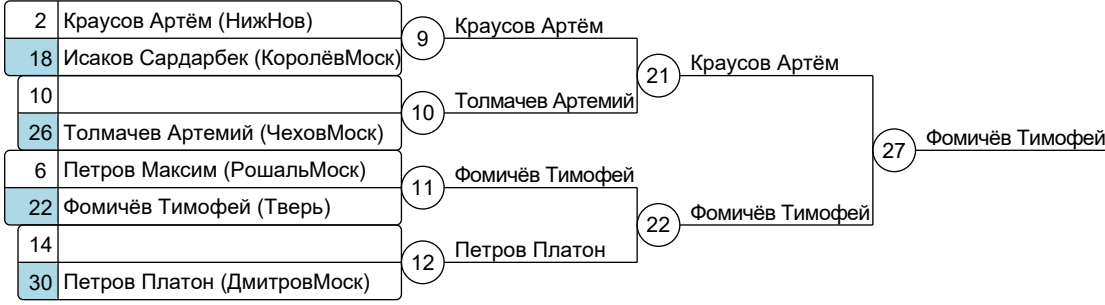 2 Краусов Артём (НижНов)
18 Исаков Сардарбек (КоролёвМоск)
10
26 Толмачев Артемий (ЧеховМоск)
6 Петров Максим (РошальМоск)
22 Фомичёв Тимофей (Тверь)
14
30 Петров Платон (ДмитровМоск)
9 Краусов Артём
10 Толмачев Артемий
11 Фомичёв Тимофей
12 Петров Платон
21 Краусов Артём
22 Фомичёв Тимофей
27 Фомичёв Тимофей